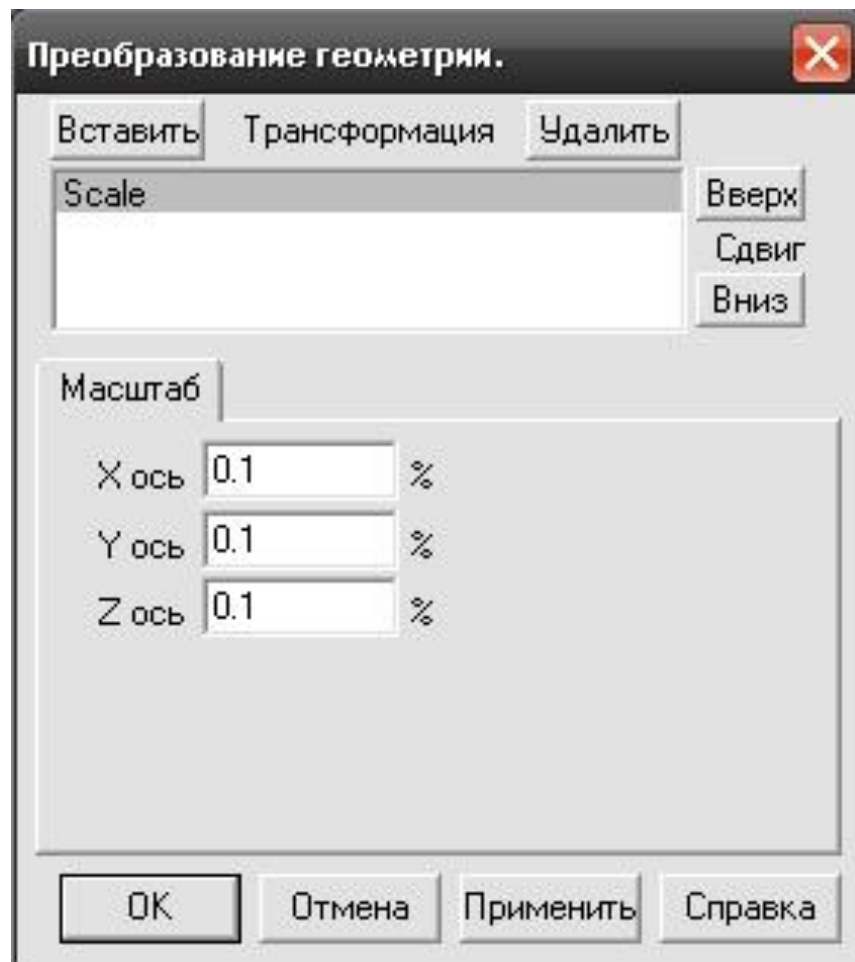 Преобразование геометрии.
Вставить Трансформация Удалить
Scale
Вверх
Сдвиг
Вниз
Масштаб
X ось 0.1 %
Y ось 0.1 %
Z ось 0.1 %
OK Отмена Применить Справка